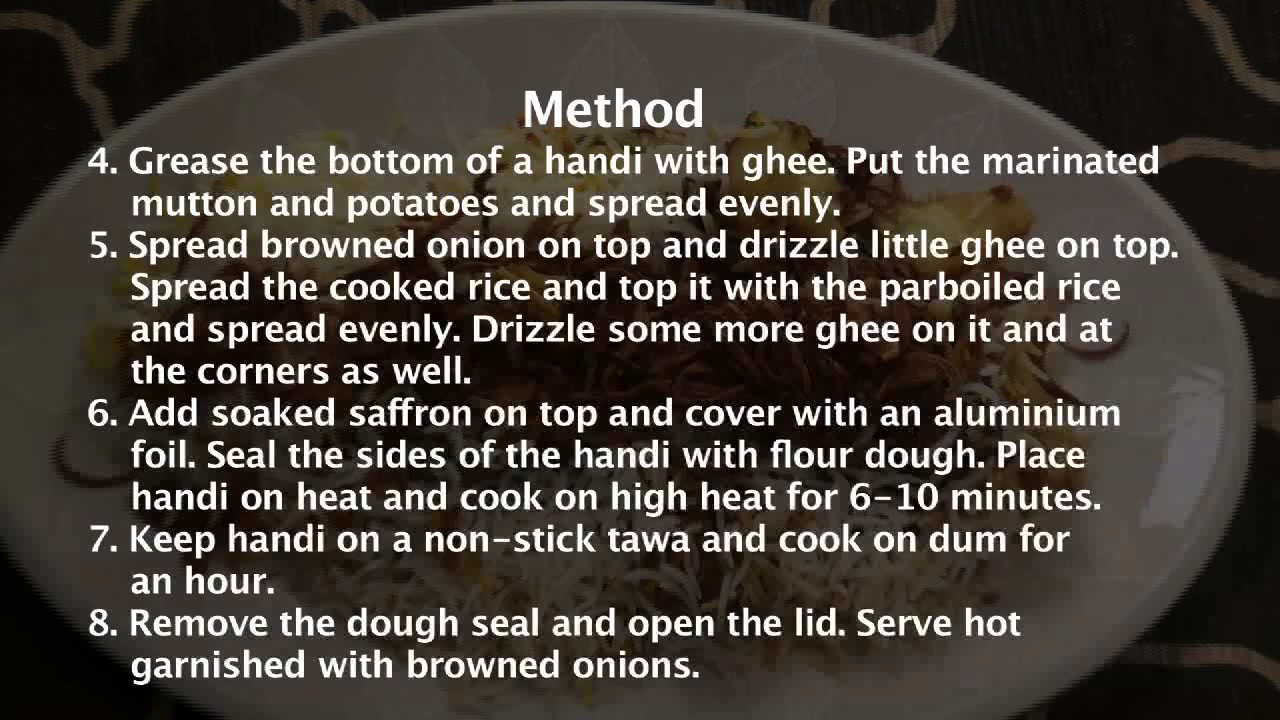 Method
4. Grease the bottom of a handi with ghee. Put the marinated
mutton and potatoes and spread evenly.
5. Spread browned onion on top and drizzle little ghee on top.
Spread the cooked rice and top it with the parboiled rice
and spread evenly. Drizzle some more ghee on it and at
the corners as well.
6. Add soaked saffron on top and cover with an aluminium
foil. Seal the sides of the handi with flour dough. Place
handi on heat and cook on high heat for 6-10 minutes.
7. Keep handi on a non-stick tawa and cook on dum for
an hour.
8. Remove the dough seal and open the lid. Serve hot
garnished with browned onions.